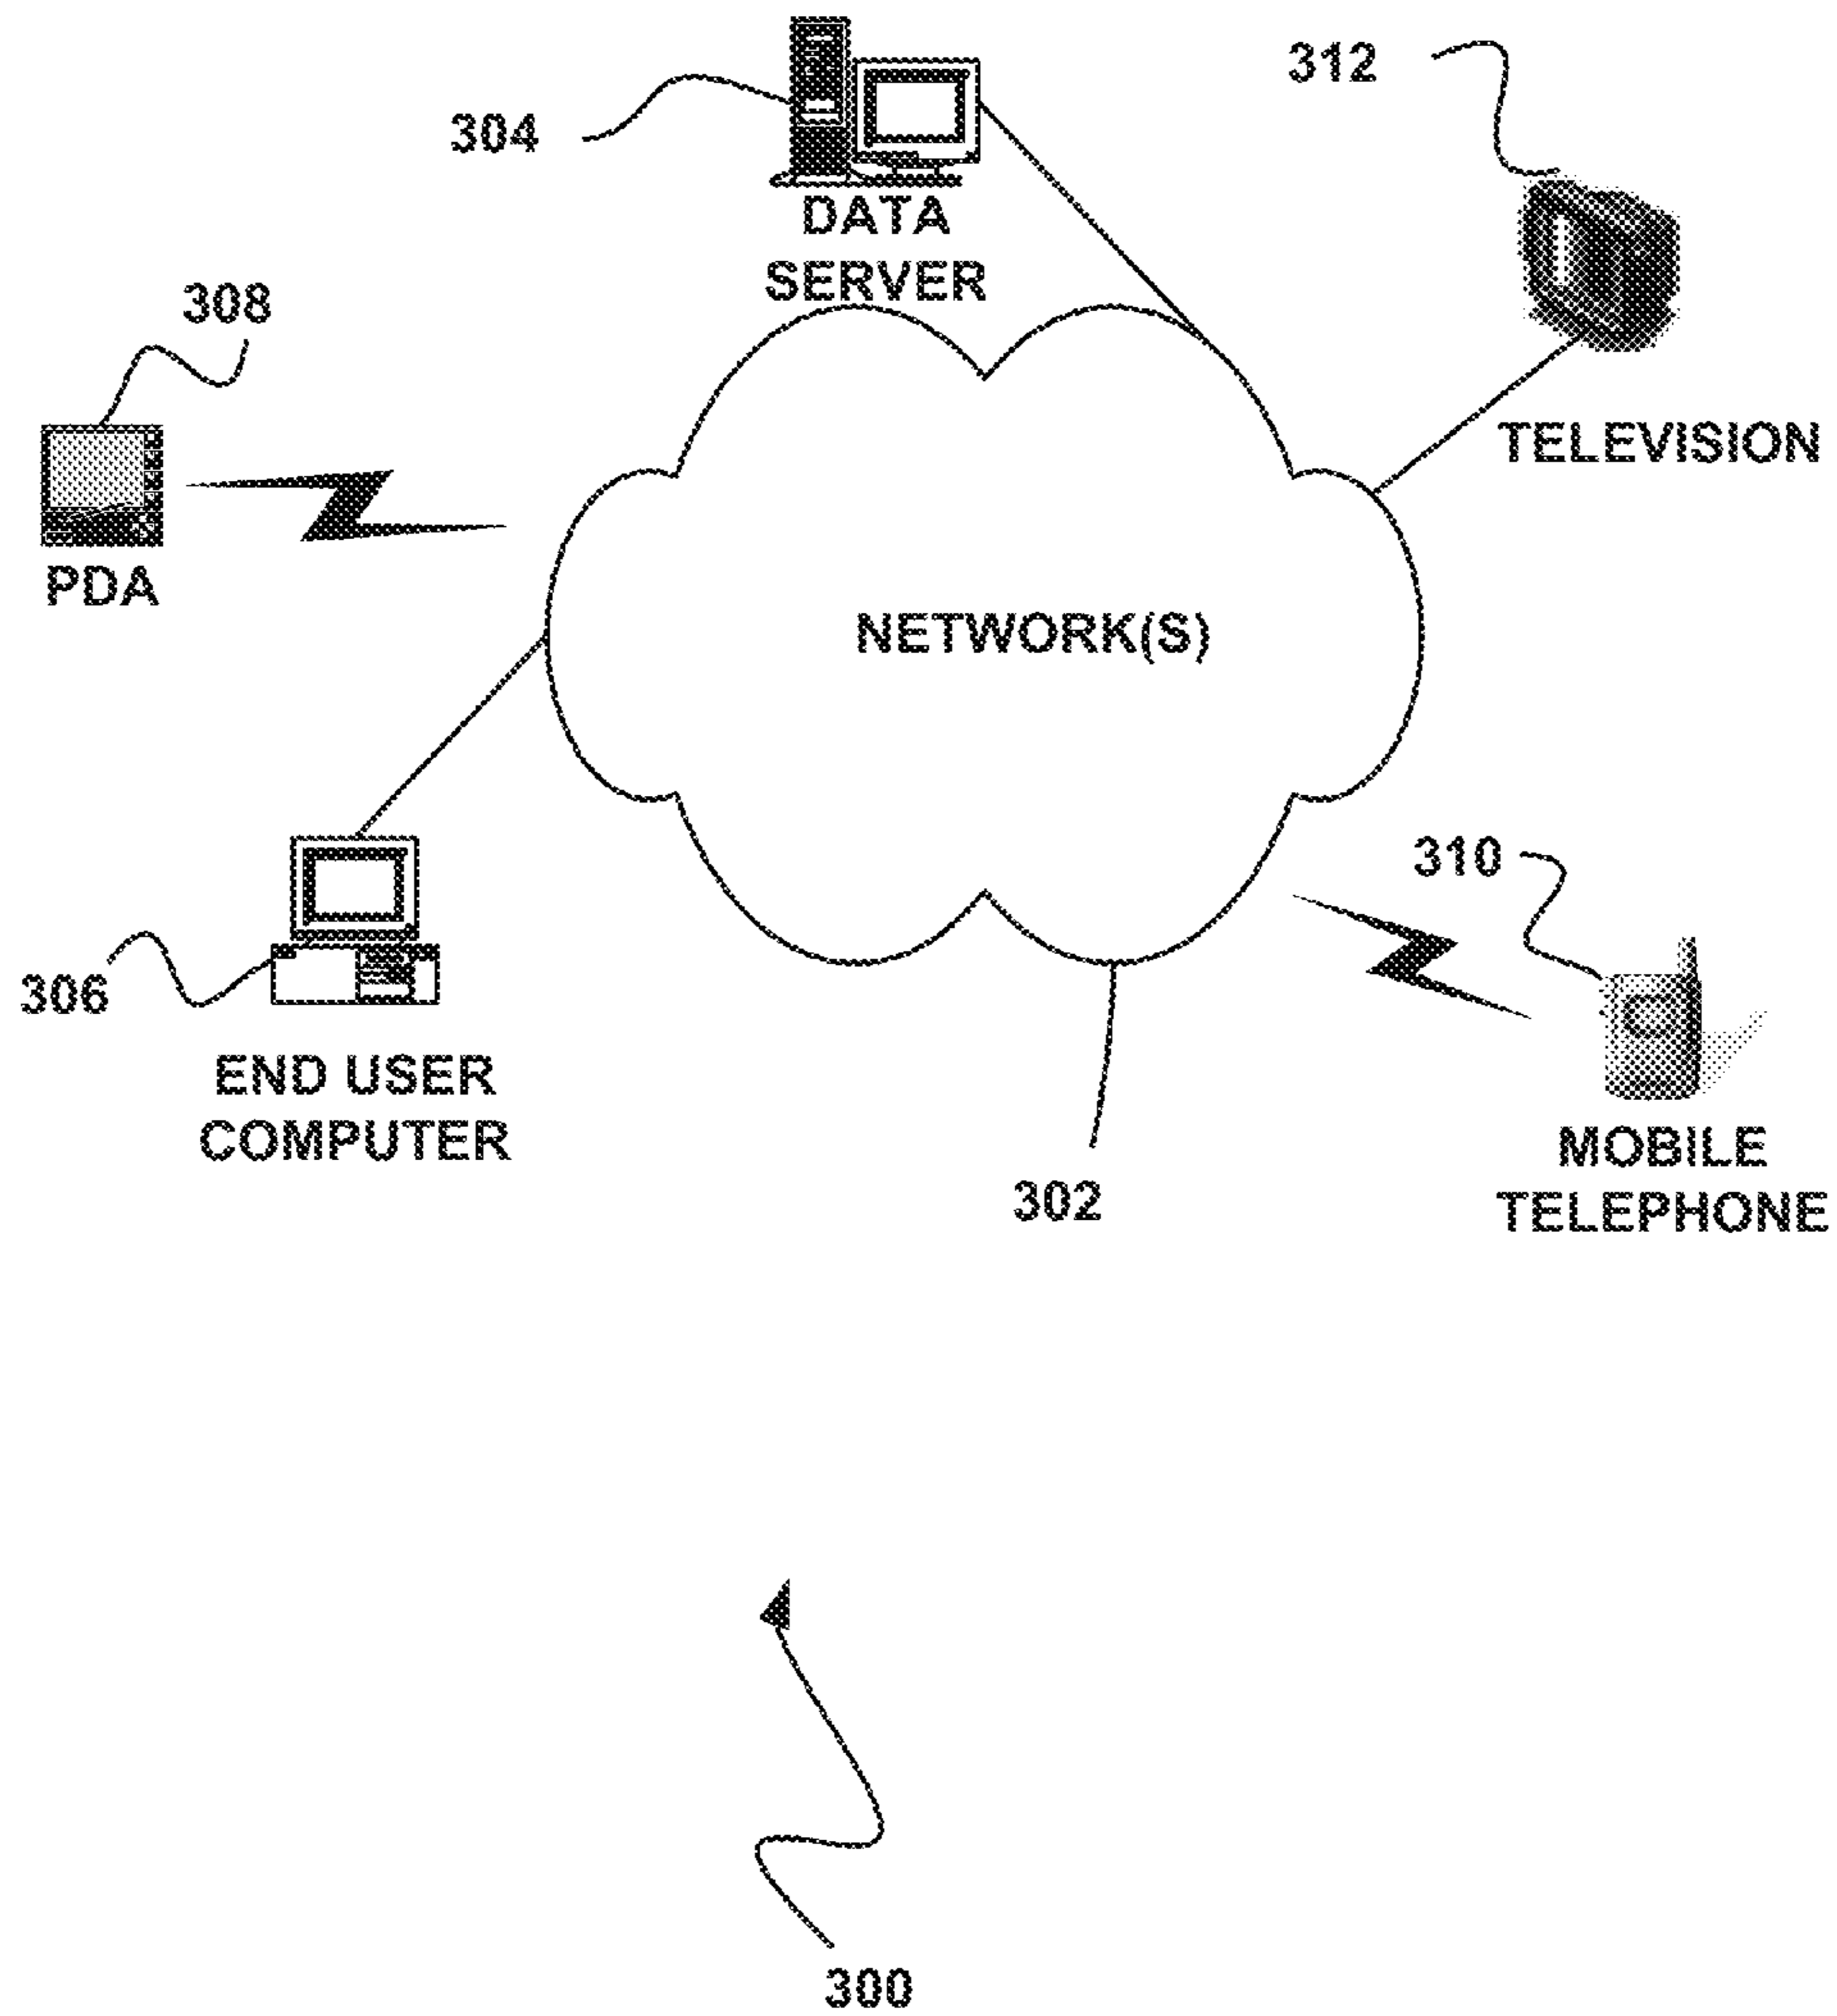 312
304
DATA
SERVER
308
TELEVISION
PDA
NETWORK(S)
310
306
END USER
COMPUTER
MOBILE
TELEPHONE
302
300